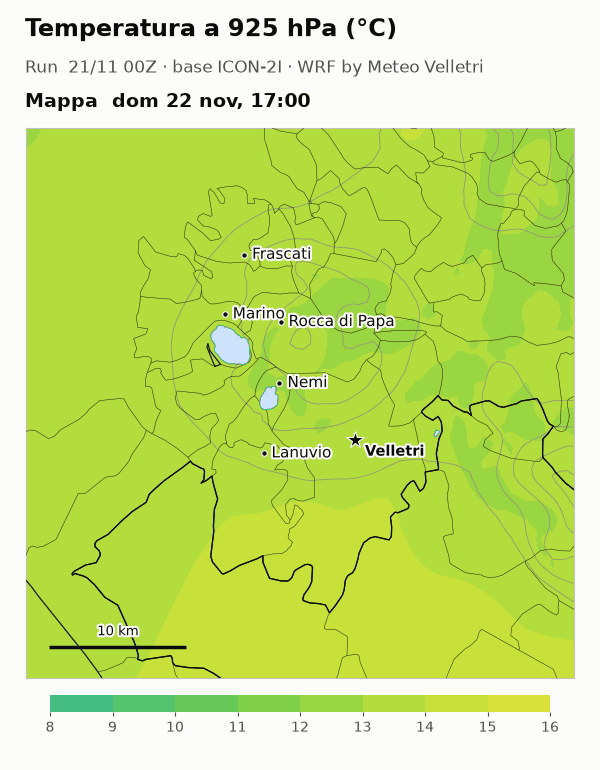 Temperatura a 925 hPa (°C)
Run  21/11 00Z · base ICON-2I · WRF by Meteo Velletri
Mappa  dom 22 nov, 17:00
Frascati
Marino
Rocca di Papa
Nemi
Velletri
Lanuvio
10 km
8 9 10 11 12 13 14 15 16